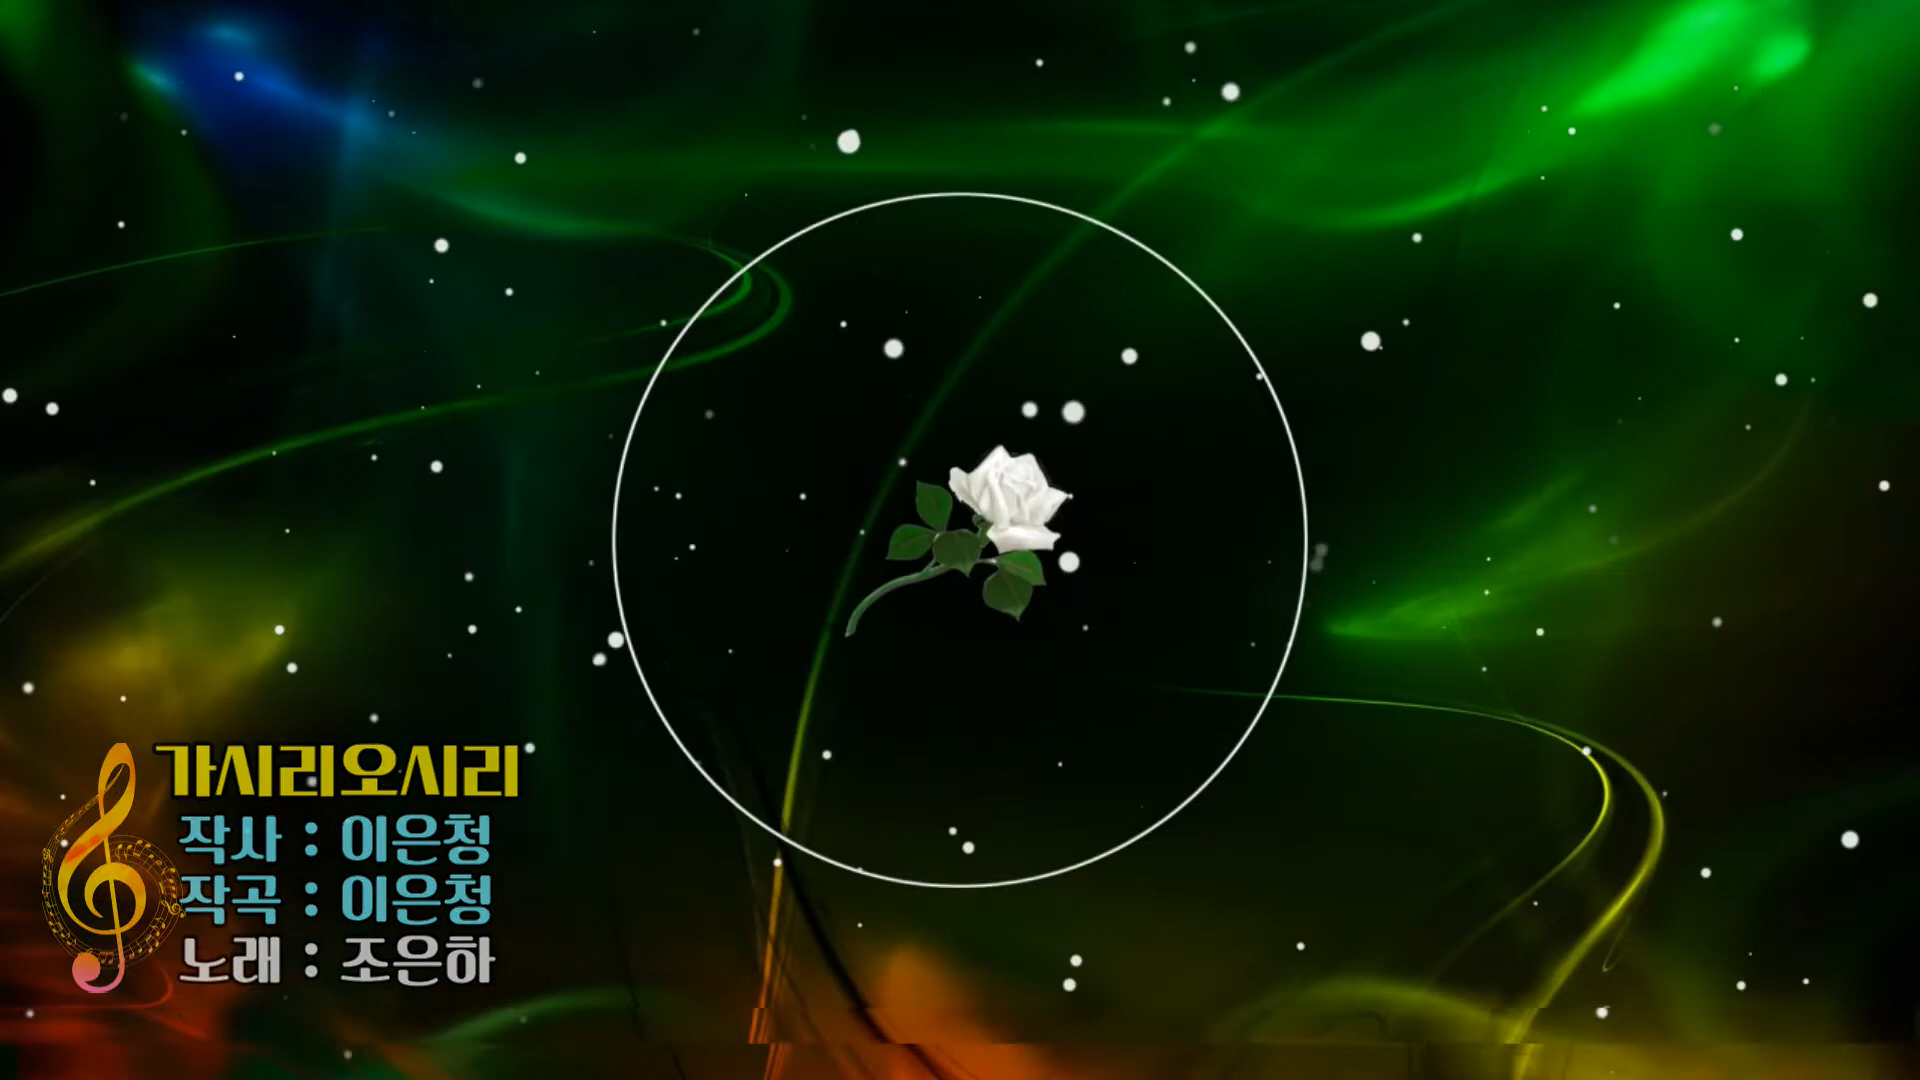 가시리오시리
작사 : 이은청
작곡 : 이은청
노래 : 조은하